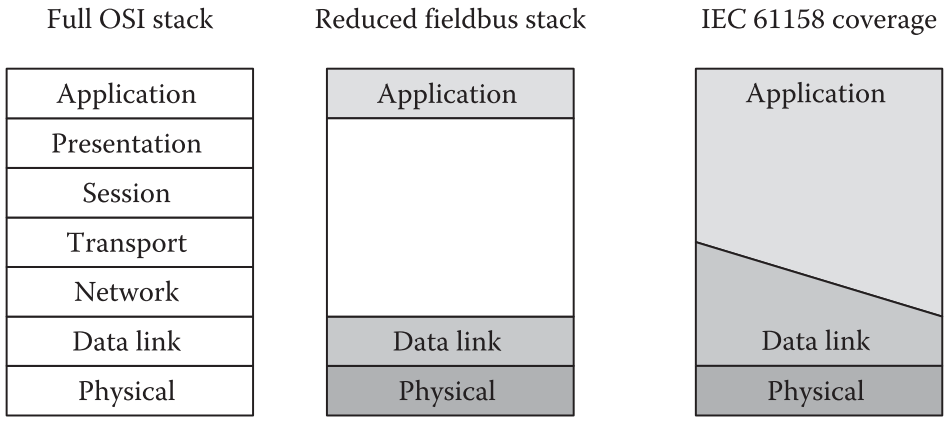 Full OSI stack
Application
Presentation
Session
Transport
Network
Data link
Physical
Reduced fieldbus stack
Application
Data link
Physical
IEC 61158 coverage
Application
Data link
Physical